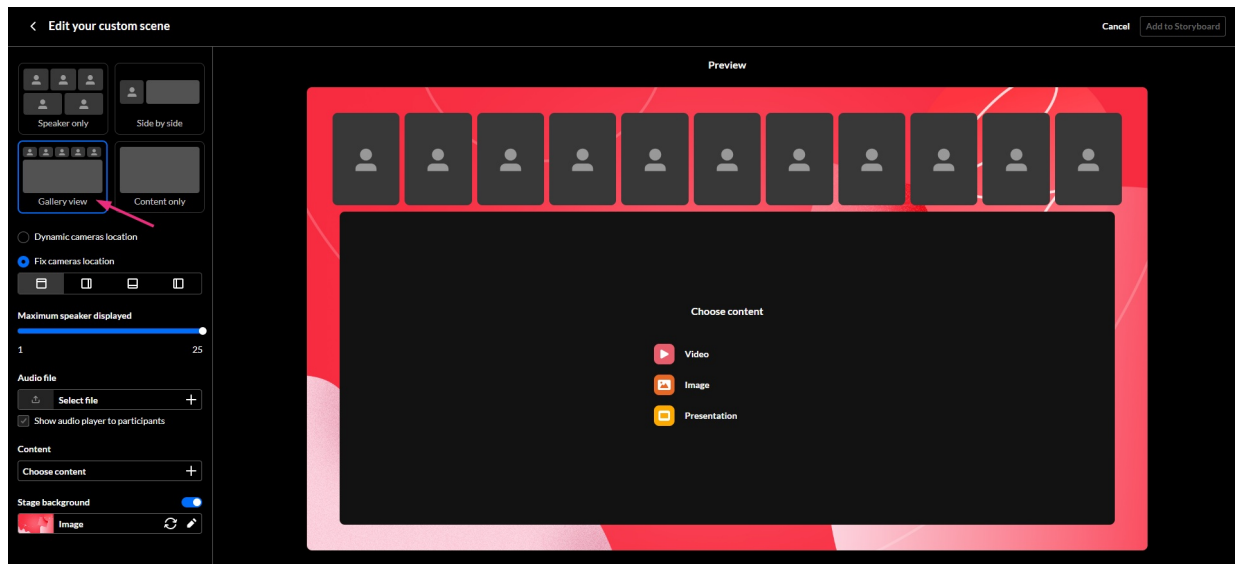 Edit your custom scene
Cancel
Add to Storyboard
Preview
Speaker only
Side by side
Gallery view
Content only
Dynamic cameras location
Fix cameras location
Maximum speaker displayed
1
25
Audio file
Select file
Show audio player to participants
Content
Choose content
Stage background
Image
Choose content
Video
Image
Presentation